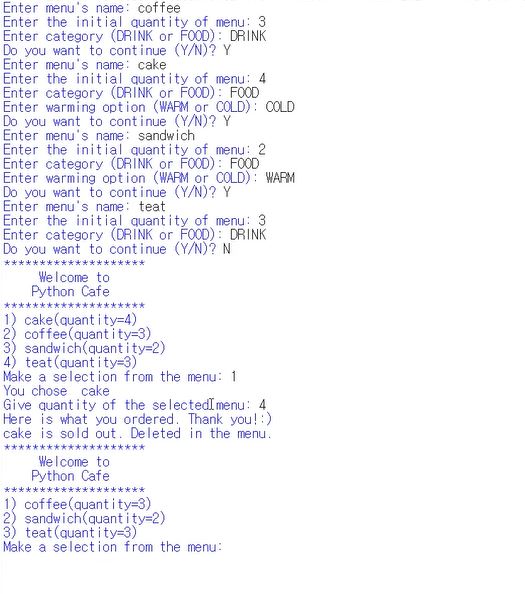 Enter menu's name: coffee
Enter the initial quantity of menu: 3
Enter category (DRINK or FOOD): DRINK
Do you want to continue (Y/N)? Y
Enter menu's name: cake
Enter the initial quantity of menu: 4
Enter category (DRINK or FOOD): FOOD
Enter warming option (WARM or COLD): COLD
Do you want to continue (Y/N)? Y
Enter menu's name: sandwich
Enter the initial quantity of menu: 2
Enter category (DRINK or FOOD): FOOD
Enter warming option (WARM or COLD): WARM
Do you want to continue (Y/N)? Y
Enter menu's name: teat
Enter the initial quantity of menu: 3
Enter category (DRINK or FOOD): DRINK
Do you want to continue (Y/N)? N
********************
Welcome to
Python Cafe
********************
1) cake(quantity=4)
2) coffee(quantity=3)
3) sandwich(quantity=2)
4) teat(quantity=3)
Make a selection from the menu: 1
You chose  cake
Give quantity of the selected menu: 4
Here is what you ordered. Thank you!:)
cake is sold out. Deleted in the menu.
********************
Welcome to
Python Cafe
********************
1) coffee(quantity=3)
2) sandwich(quantity=2)
3) teat(quantity=3)
Make a selection from the menu: